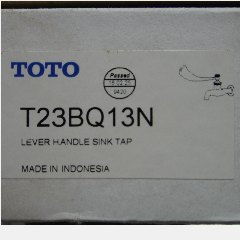 TOTO
Passed
T23BQ13N
LEVER HANDLE SINK TAP
MADE IN INDONESIA